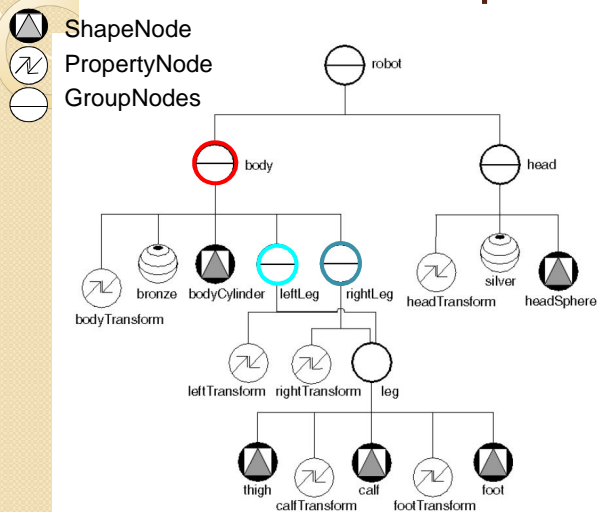 ShapeNode
PropertyNode
GroupNodes
robot
body
head
bodyTransform
bronze
bodyCylinder
leftLeg
rightLeg
headTransform
silver
headSphere
leftTransform
rightTransform
leg
thigh
calfTransform
calf
footTransform
foot